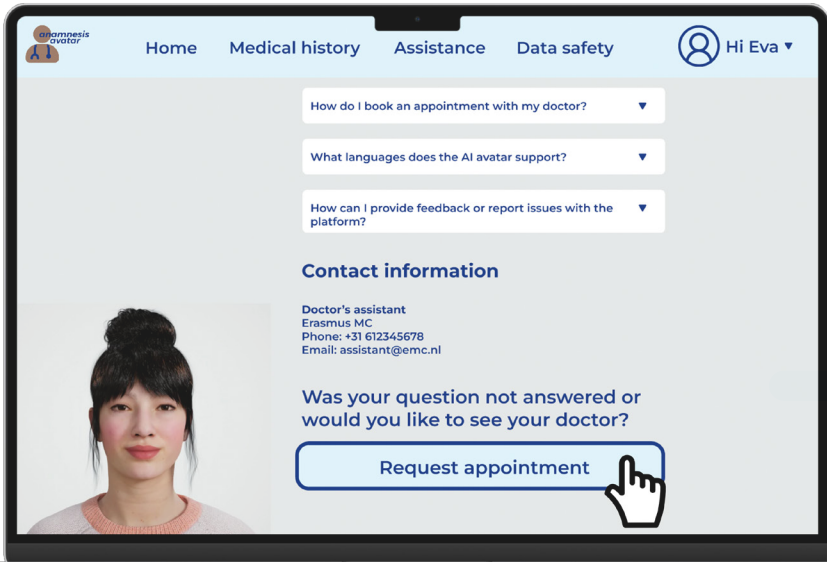 anamnesis
avatar
Home
Medical history
Assistance
Data safety
Hi Eva
How do I book an appointment with my doctor?
What languages does the AI avatar support?
How can I provide feedback or report issues with the
platform?
Contact information
Doctor's assistant
Erasmus MC
Phone: +31 612345678
Email: assistant@emc.nl
Was your question not answered or
would you like to see your doctor?
Request appointment